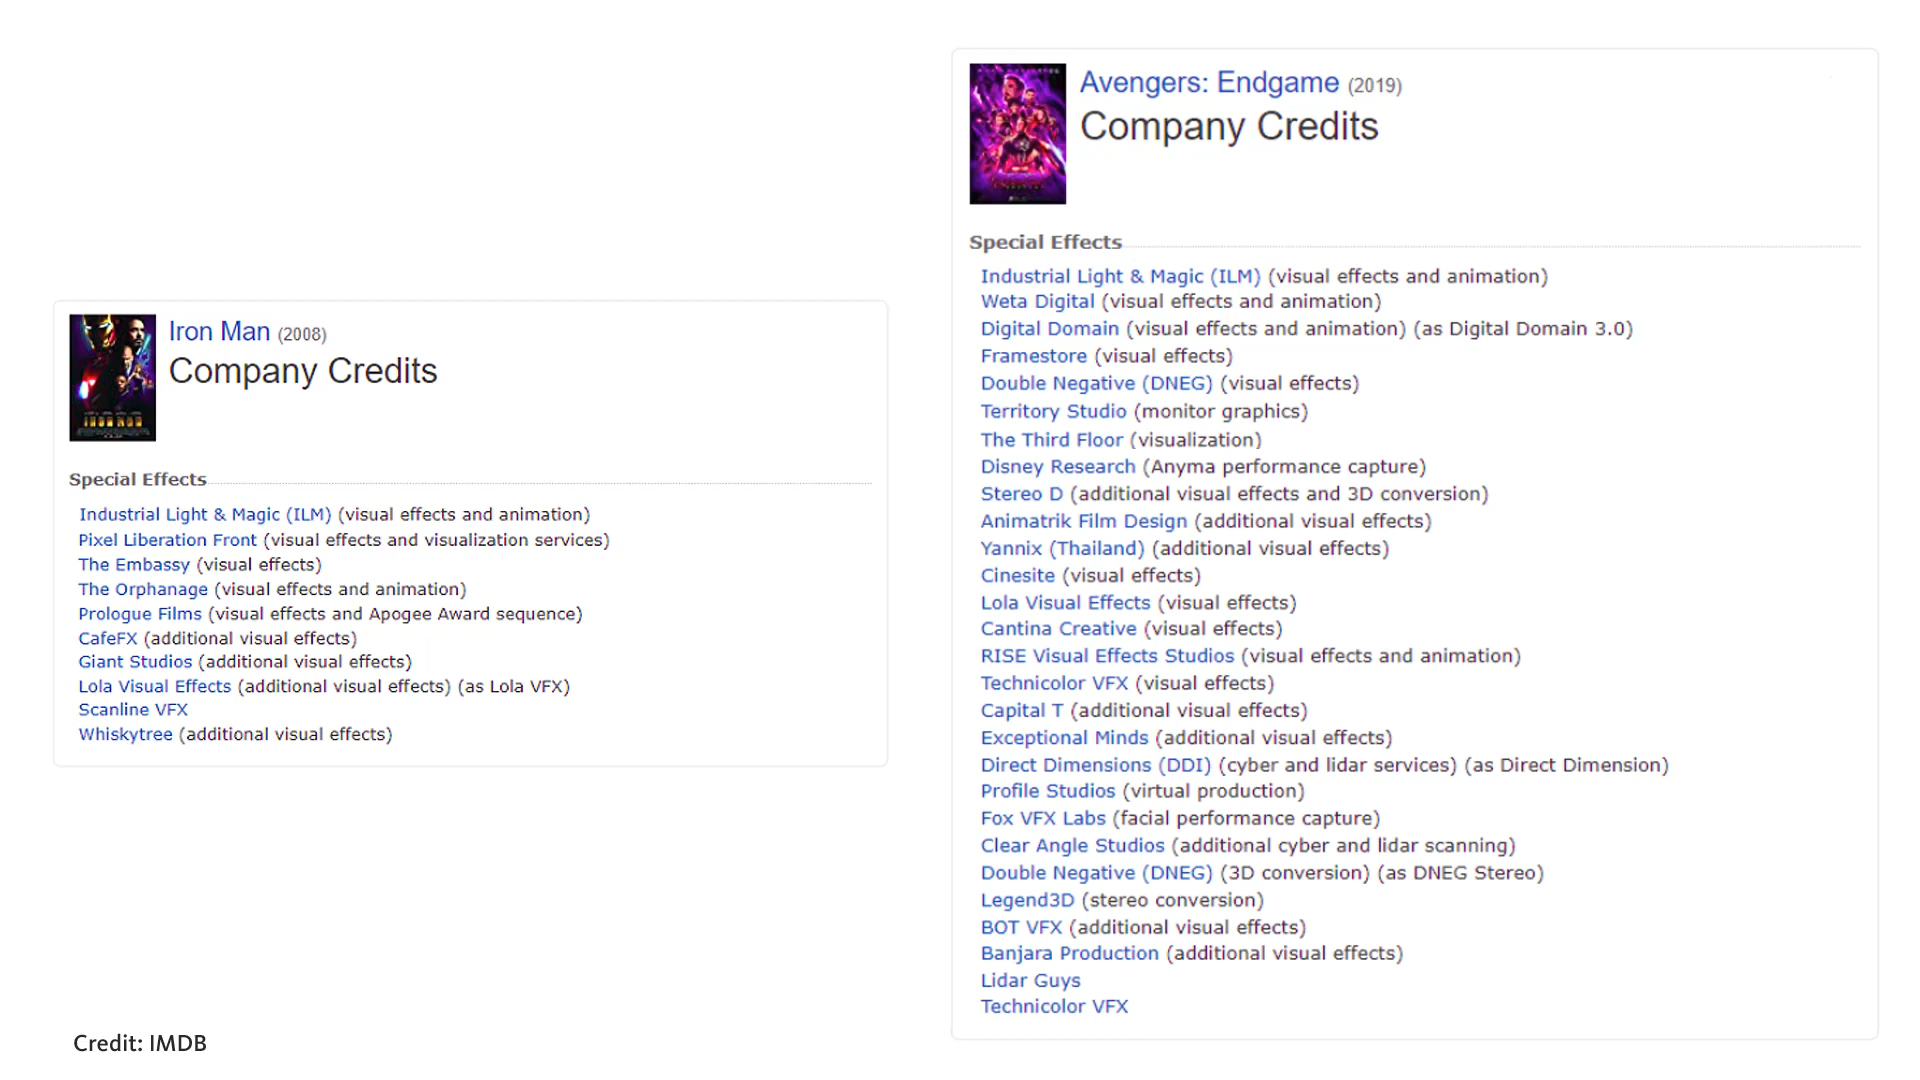 Iron Man (2008)
Company Credits
Special Effects
Industrial Light & Magic (ILM) (visual effects and animation)
Pixel Liberation Front (visual effects and visualization services)
The Embassy (visual effects)
The Orphanage (visual effects and animation)
Prologue Films (visual effects and Apogee Award sequence)
CafeFX (additional visual effects)
Giant Studios (additional visual effects)
Lola Visual Effects (additional visual effects) (as Lola VFX)
Scanline VFX
Whiskytree (additional visual effects)
Credit: IMDB
Avengers: Endgame (2019)
Company Credits
Special Effects
Industrial Light & Magic (ILM) (visual effects and animation)
Weta Digital (visual effects and animation)
Digital Domain (visual effects and animation) (as Digital Domain 3.0)
Framestore (visual effects)
Double Negative (DNEG) (visual effects)
Territory Studio (monitor graphics)
The Third Floor (visualization)
Disney Research (Anyma performance capture)
Stereo D (additional visual effects and 3D conversion)
Animatrik Film Design (additional visual effects)
Yannix (Thailand) (additional visual effects)
Cinesite (visual effects)
Lola Visual Effects (visual effects)
Cantina Creative (visual effects)
RISE Visual Effects Studios (visual effects and animation)
Technicolor VFX (visual effects)
Capital T (additional visual effects)
Exceptional Minds (additional visual effects)
Direct Dimensions (DDI) (cyber and lidar services) (as Direct Dimension)
Profile Studios (virtual production)
Fox VFX Labs (facial performance capture)
Clear Angle Studios (additional cyber and lidar scanning)
Double Negative (DNEG) (3D conversion) (as DNEG Stereo)
Legend3D (stereo conversion)
BOT VFX (additional visual effects)
Banjara Production (additional visual effects)
Lidar Guys
Technicolor VFX